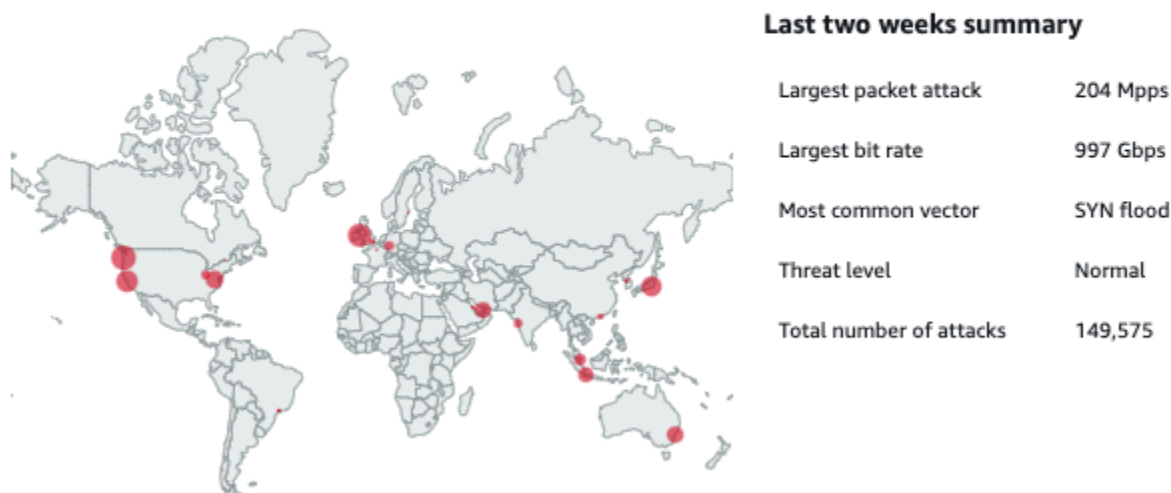 Last two weeks summary
Largest packet attack 204 Mpps
Largest bit rate 997 Gbps
Most common vector SYN flood
Threat level Normal
Total number of attacks 149,575